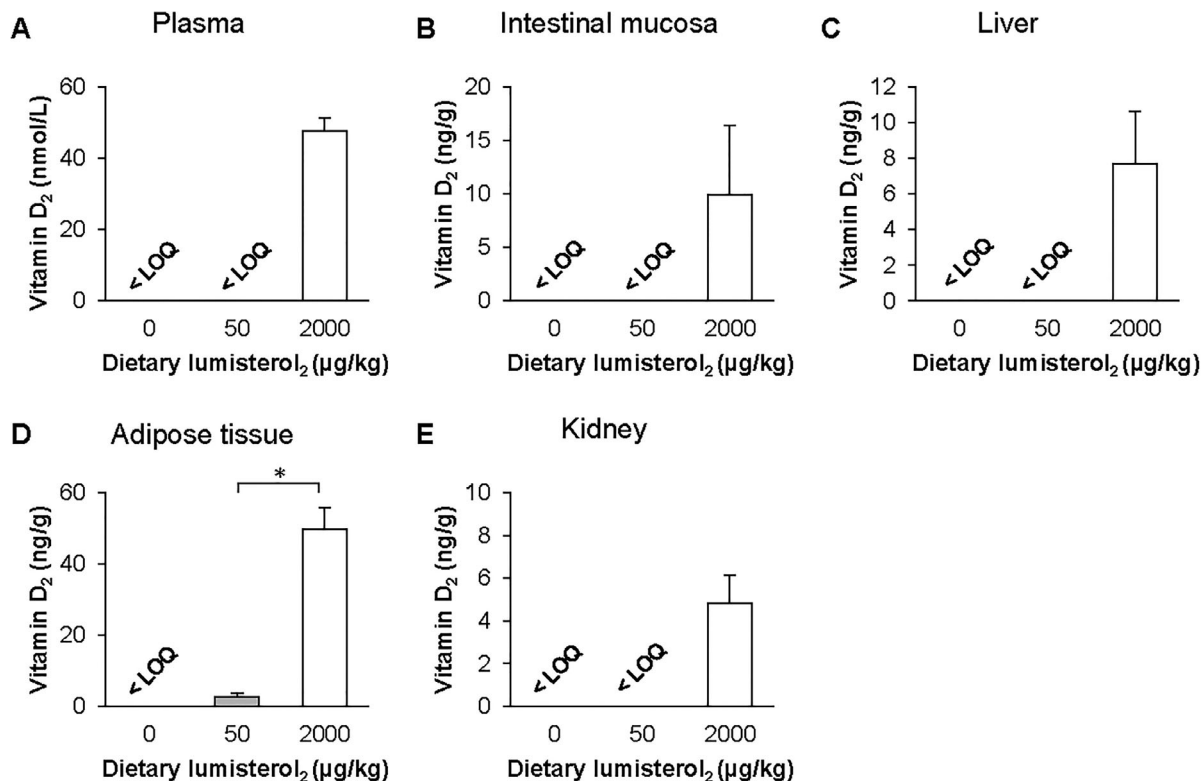 A Plasma
Vitamin D2 (nmol/L)
60
40
20
0
< LOQ
< LOQ
0 50 2000
Dietary lumisterol2 (µg/kg)
B Intestinal mucosa
Vitamin D2 (ng/g)
20
15
10
5
0
< LOQ
< LOQ
0 50 2000
Dietary lumisterol2 (µg/kg)
C Liver
Vitamin D2 (ng/g)
12
10
8
6
4
2
0
< LOQ
< LOQ
0 50 2000
Dietary lumisterol2 (µg/kg)
D Adipose tissue
Vitamin D2 (ng/g)
60
40
20
0
*
< LOQ
0 50 2000
Dietary lumisterol2 (µg/kg)
E Kidney
Vitamin D2 (ng/g)
10
8
6
4
2
0
< LOQ
< LOQ
0 50 2000
Dietary lumisterol2 (µg/kg)